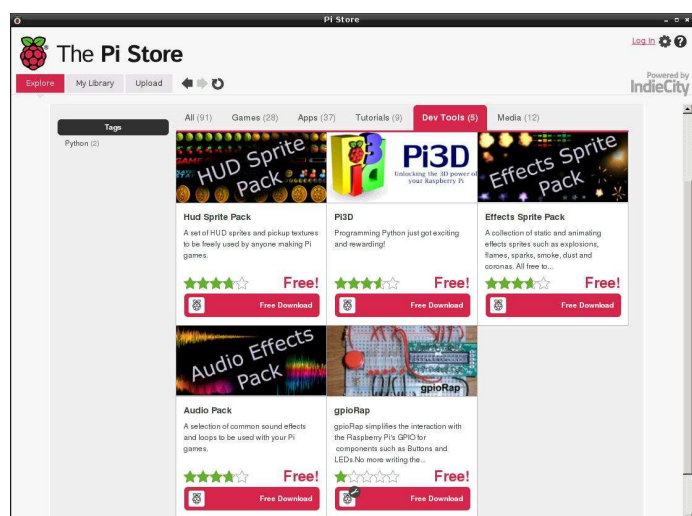 Pi Store
The Pi Store
Log in
Explore
My Library
Upload
Powered by
IndieCity
Tags
Python (2)
All (91)
Games (28)
Apps (37)
Tutorials (9)
Dev Tools (5)
Media (12)
HUD Sprite
Pack
Hud Sprite Pack
A set of HUD sprites and pickup textures
to be freely used by anyone making Pi
games.
Free!
Free Download
Pi3D
Unlocking the 3D power of
your Raspberry Pi
Pi3D
Programming Python just got exciting
and rewarding!
Free!
Free Download
Effects Sprite
Pack
Effects Sprite Pack
A collection of static and animating
effects sprites such as explosions,
flames, sparks, smoke, dust and
coronas. All free to...
Free!
Free Download
Audio Effects
Pack
Audio Pack
A selection of common sound effects
and loops to be used with your Pi
games.
Free!
Free Download
gpioRap
gpioRap
gpioRap simplifies the interaction with
the Raspberry Pi's GPIO for
components such as Buttons and
LEDs.No more writing the...
Free!
Free Download